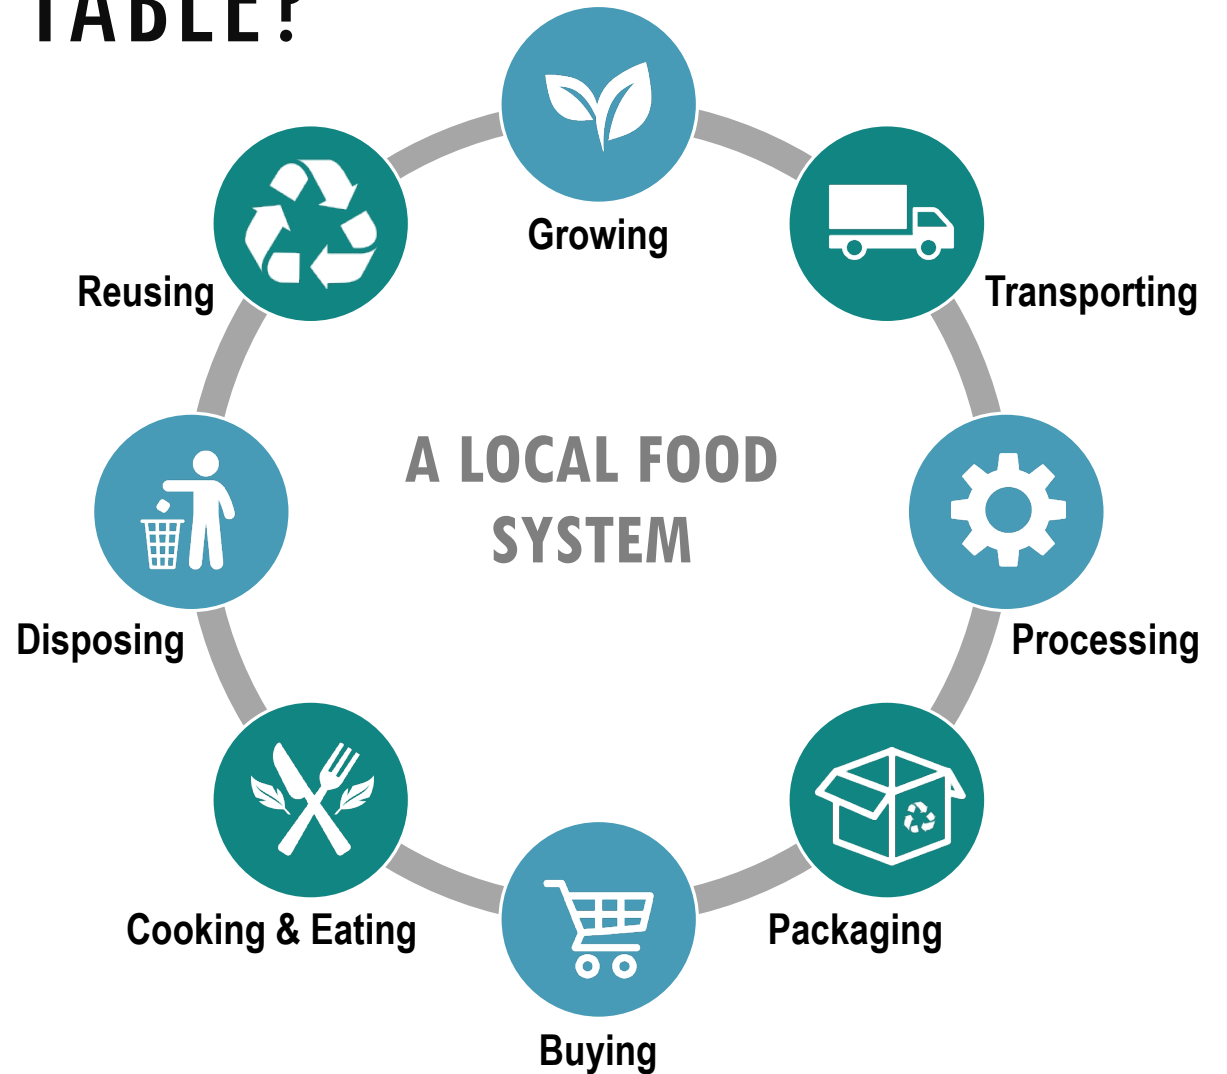 TABLE?
Growing
Transporting
Reusing
A LOCAL FOOD
SYSTEM
Disposing
Processing
Cooking & Eating
Packaging
Buying